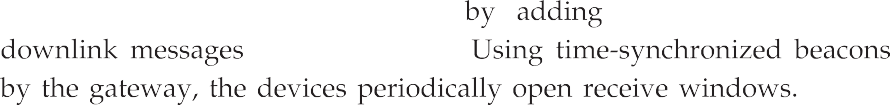 by adding
downlink messages Using time-synchronized beacons
by the gateway, the devices periodically open receive windows.